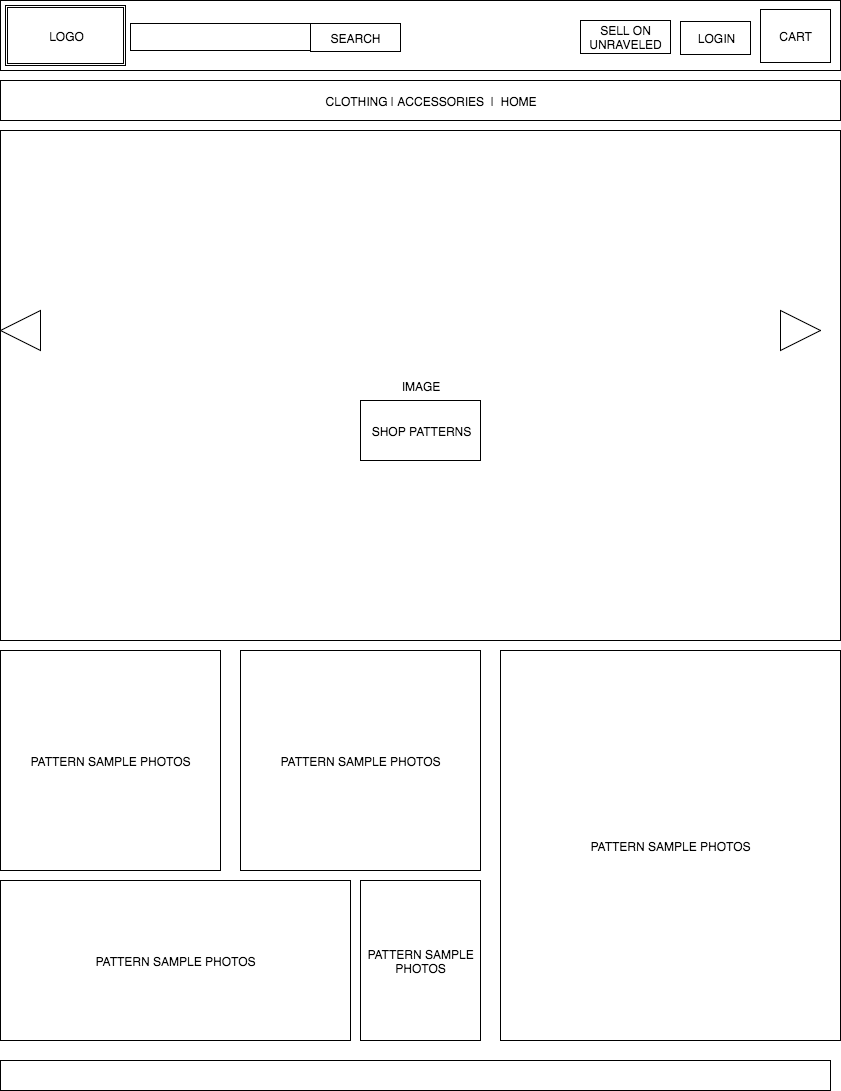 LOGO
SEARCH
SELL ON
UNRAVELED
LOGIN
CART
CLOTHING | ACCESSORIES | HOME
IMAGE
SHOP PATTERNS
PATTERN SAMPLE PHOTOS
PATTERN SAMPLE PHOTOS
PATTERN SAMPLE PHOTOS
PATTERN SAMPLE PHOTOS
PATTERN SAMPLE
PHOTOS